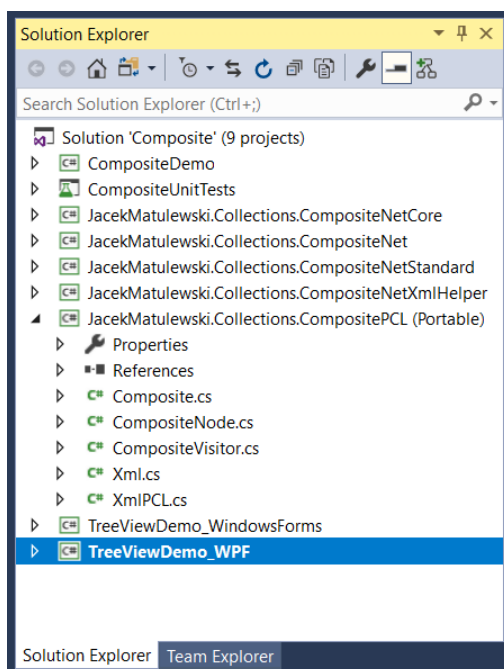 Solution Explorer
Search Solution Explorer (Ctrl+;)
Solution 'Composite' (9 projects)
C# CompositeDemo
CompositeUnitTests
C# JacekMatulewski.Collections.CompositeNetCore
C# JacekMatulewski.Collections.CompositeNet
C# JacekMatulewski.Collections.CompositeNetStandard
C# JacekMatulewski.Collections.CompositeNetXmlHelper
C# JacekMatulewski.Collections.CompositePCL (Portable)
Properties
References
C# Composite.cs
C# CompositeNode.cs
C# CompositeVisitor.cs
C# Xml.cs
C# XmlPCL.cs
C# TreeViewDemo_WindowsForms
C# TreeViewDemo_WPF
Solution Explorer Team Explorer